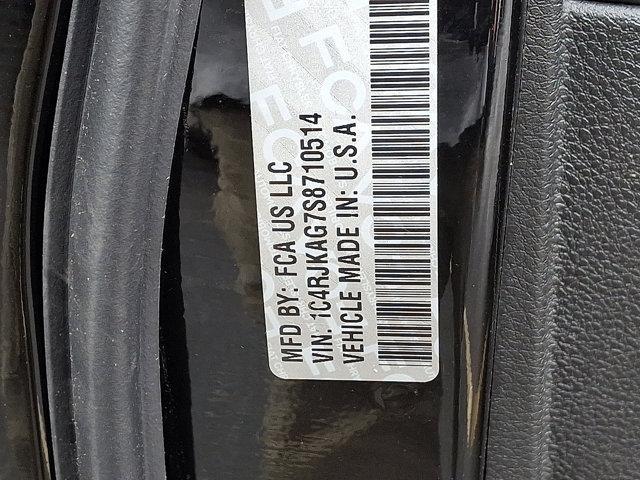 MFD BY: FCA US LLC
VIN: 1C4RJKAG7S8710514
VEHICLE MADE IN: U.S.A.